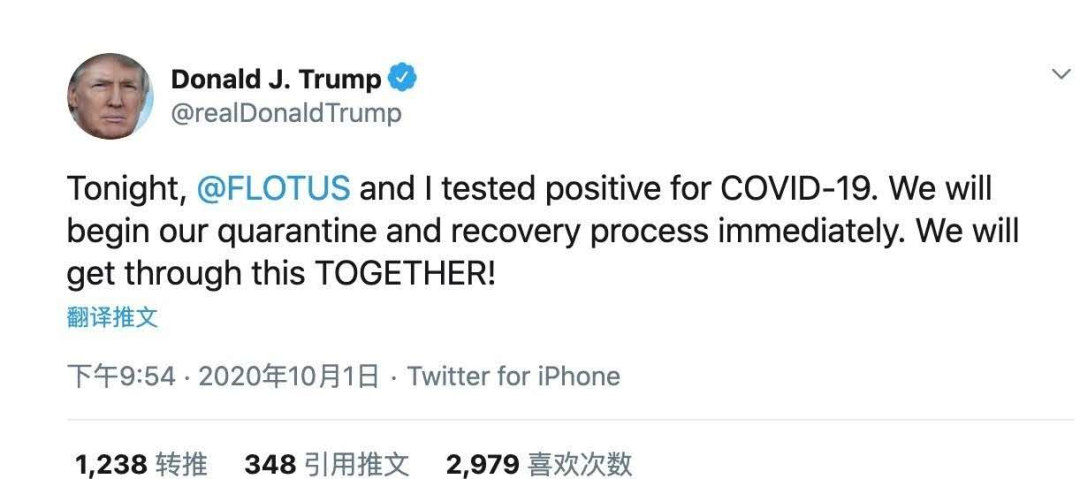 Donald J. Trump
@realDonaldTrump
Tonight, @FLOTUS and I tested positive for COVID-19. We will
begin our quarantine and recovery process immediately. We will
get through this TOGETHER!
翻译推文
下午9:54 · 2020年10月1日 · Twitter for iPhone
1,238 转推 348 引用推文 2,979 喜欢次数